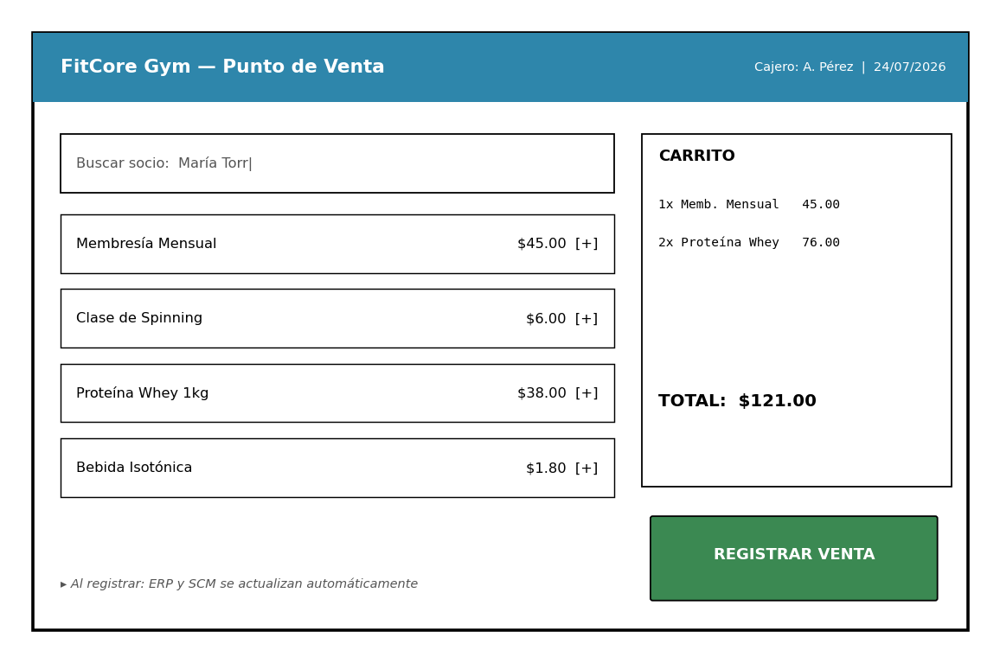 FitCore Gym — Punto de Venta
Cajero: A. Pérez | 24/07/2026
Buscar socio: María Torr|
Membresía Mensual $45.00 [+]
Clase de Spinning $6.00 [+]
Proteína Whey 1kg $38.00 [+]
Bebida Isotónica $1.80 [+]
▸ Al registrar: ERP y SCM se actualizan automáticamente
CARRITO
1x Memb. Mensual 45.00
2x Proteína Whey 76.00
TOTAL: $121.00
REGISTRAR VENTA